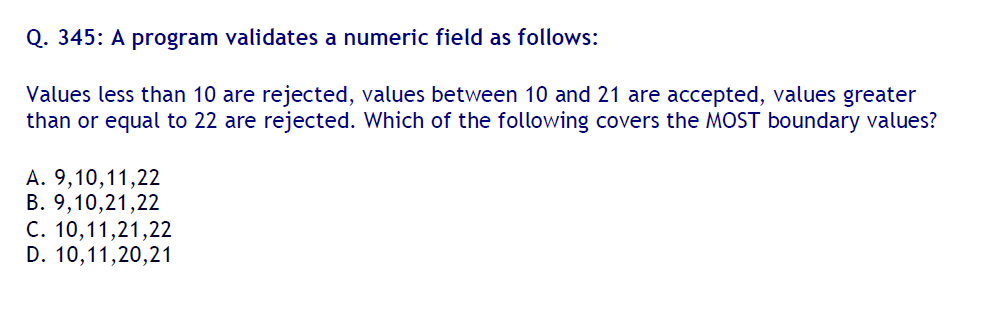 Q. 345: A program validates a numeric field as follows:
Values less than 10 are rejected, values between 10 and 21 are accepted, values greater
than or equal to 22 are rejected. Which of the following covers the MOST boundary values?
A. 9,10,11,22
B. 9,10,21,22
C. 10,11,21,22
D. 10,11,20,21